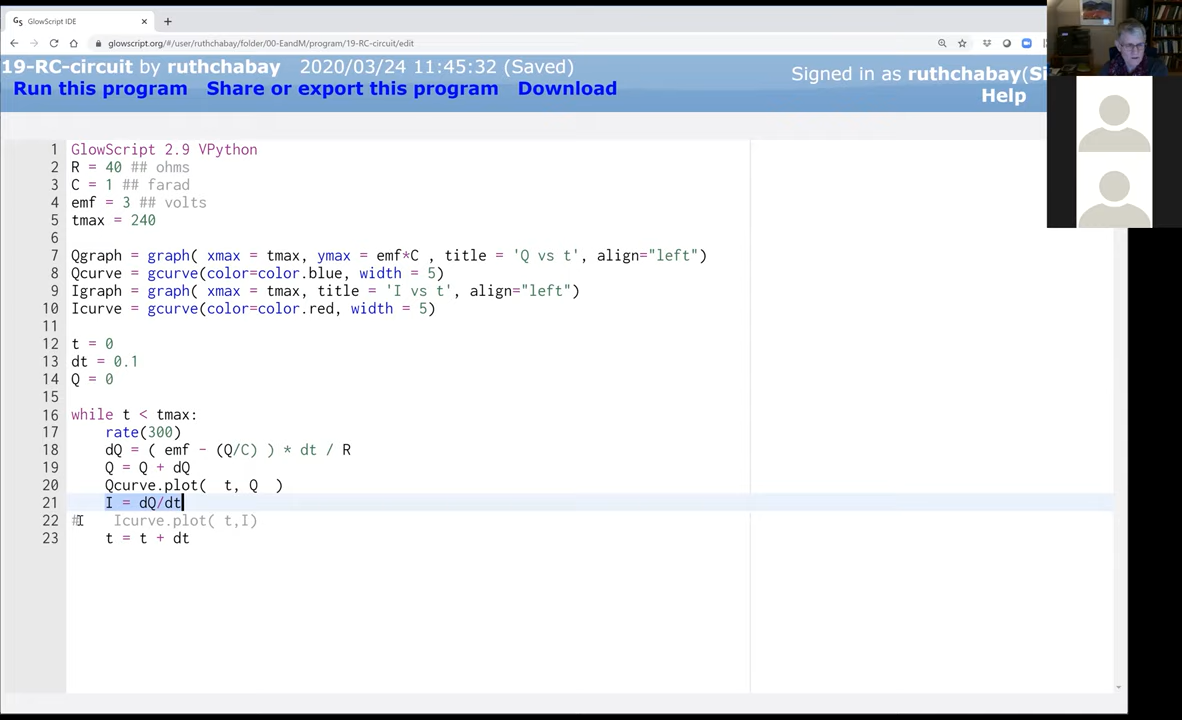 GlowScript IDE
glowscript.org/#/user/ruthchabay/folder/00-EandM/program/19-RC-circuit/edit
19-RC-circuit by ruthchabay 2020/03/24 11:45:32 (Saved)
Signed in as ruthchabay(Si
Run this program Share or export this program Download
Help
1 GlowScript 2.9 VPython
2 R = 40 ## ohms
3 C = 1 ## farad
4 emf = 3 ## volts
5 tmax = 240
6
7 Qgraph = graph( xmax = tmax, ymax = emf*C , title = 'Q vs t', align="left")
8 Qcurve = gcurve(color=color.blue, width = 5)
9 Igraph = graph( xmax = tmax, title = 'I vs t', align="left")
10 Icurve = gcurve(color=color.red, width = 5)
11
12 t = 0
13 dt = 0.1
14 Q = 0
15
16 while t < tmax:
17 rate(300)
18 dQ = ( emf - (Q/C) ) * dt / R
19 Q = Q + dQ
20 Qcurve.plot( t, Q )
21 I = dQ/dt
22 # Icurve.plot( t,I)
23 t = t + dt